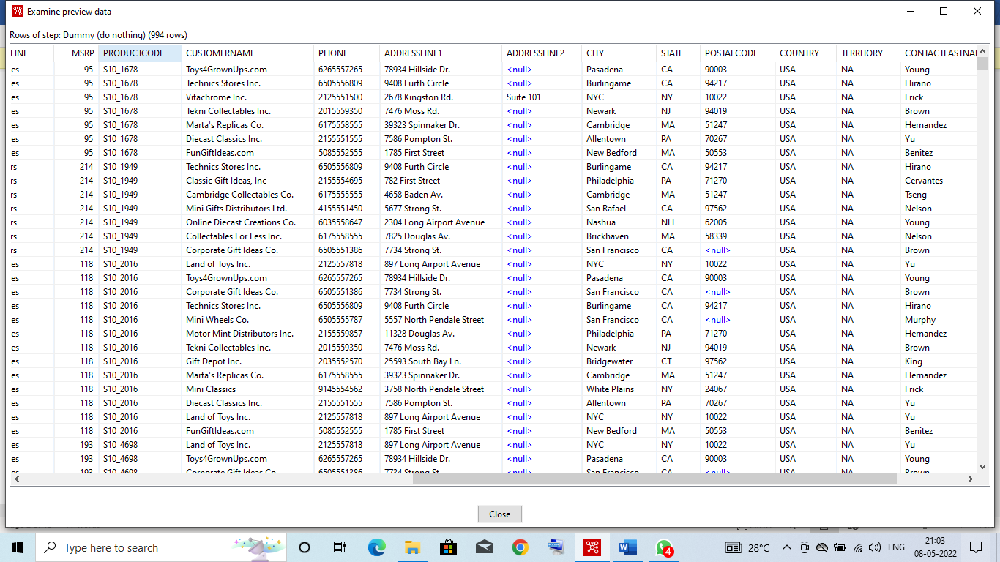 Examine preview data
Rows of step: Dummy (do nothing) (994 rows)
LINE MSRP PRODUCTCODE CUSTOMERNAME PHONE ADDRESSLINE1 ADDRESSLINE2 CITY STATE POSTALCODE COUNTRY TERRITORY CONTACTLASTNAI
es 95 S10_1678 Toys4GrownUps.com 6265557265 78934 Hillside Dr. <null> Pasadena CA 90003 USA NA Young
es 95 S10_1678 Technics Stores Inc. 6505556809 9408 Furth Circle <null> Burlingame CA 94217 USA NA Hirano
es 95 S10_1678 Vitachrome Inc. 2125551500 2678 Kingston Rd. Suite 101 NYC NY 10022 USA NA Frick
es 95 S10_1678 Tekni Collectables Inc. 2015559350 7476 Moss Rd. <null> Newark NJ 94019 USA NA Brown
es 95 S10_1678 Marta's Replicas Co. 6175558555 39323 Spinnaker Dr. <null> Cambridge MA 51247 USA NA Hernandez
es 95 S10_1678 Diecast Classics Inc. 2155551555 7586 Pompton St. <null> Allentown PA 70267 USA NA Yu
es 95 S10_1678 FunGiftIdeas.com 5085552555 1785 First Street <null> New Bedford MA 50553 USA NA Benitez
rs 214 S10_1949 Technics Stores Inc. 6505556809 9408 Furth Circle <null> Burlingame CA 94217 USA NA Hirano
rs 214 S10_1949 Classic Gift Ideas, Inc 2155554695 782 First Street <null> Philadelphia PA 71270 USA NA Cervantes
rs 214 S10_1949 Cambridge Collectables Co. 6175555555 4658 Baden Av. <null> Cambridge MA 51247 USA NA Tseng
rs 214 S10_1949 Mini Gifts Distributors Ltd. 4155551450 5677 Strong St. <null> San Rafael CA 97562 USA NA Nelson
rs 214 S10_1949 Online Diecast Creations Co. 6035558647 2304 Long Airport Avenue <null> Nashua NH 62005 USA NA Young
rs 214 S10_1949 Collectables For Less Inc. 6175558555 7825 Douglas Av. <null> Brickhaven MA 58339 USA NA Nelson
rs 214 S10_1949 Corporate Gift Ideas Co. 6505551386 7734 Strong St. <null> San Francisco CA <null> USA NA Brown
es 118 S10_2016 Land of Toys Inc. 2125557818 897 Long Airport Avenue <null> NYC NY 10022 USA NA Yu
es 118 S10_2016 Toys4GrownUps.com 6265557265 78934 Hillside Dr. <null> Pasadena CA 90003 USA NA Young
es 118 S10_2016 Corporate Gift Ideas Co. 6505551386 7734 Strong St. <null> San Francisco CA <null> USA NA Brown
es 118 S10_2016 Technics Stores Inc. 6505556809 9408 Furth Circle <null> Burlingame CA 94217 USA NA Hirano
es 118 S10_2016 Mini Wheels Co. 6505555787 5557 North Pendale Street <null> San Francisco CA <null> USA NA Murphy
es 118 S10_2016 Motor Mint Distributors Inc. 2155559857 11328 Douglas Av. <null> Philadelphia PA 71270 USA NA Hernandez
es 118 S10_2016 Tekni Collectables Inc. 2015559350 7476 Moss Rd. <null> Newark NJ 94019 USA NA Brown
es 118 S10_2016 Gift Depot Inc. 2035552570 25593 South Bay Ln. <null> Bridgewater CT 97562 USA NA King
es 118 S10_2016 Marta's Replicas Co. 6175558555 39323 Spinnaker Dr. <null> Cambridge MA 51247 USA NA Hernandez
es 118 S10_2016 Mini Classics 9145554562 3758 North Pendale Street <null> White Plains NY 24067 USA NA Frick
es 118 S10_2016 Diecast Classics Inc. 2155551555 7586 Pompton St. <null> Allentown PA 70267 USA NA Yu
es 118 S10_2016 Land of Toys Inc. 2125557818 897 Long Airport Avenue <null> NYC NY 10022 USA NA Yu
es 118 S10_2016 FunGiftIdeas.com 5085552555 1785 First Street <null> New Bedford MA 50553 USA NA Benitez
es 193 S10_4698 Land of Toys Inc. 2125557818 897 Long Airport Avenue <null> NYC NY 10022 USA NA Yu
es 193 S10_4698 Toys4GrownUps.com 6265557265 78934 Hillside Dr. <null> Pasadena CA 90003 USA NA Young
es 193 S10_4698 Corporate Gift Ideas Co. 6505551386 7734 Strong St. <null> San Francisco CA <null> USA NA Brown
Close
Type here to search
4
28°C
ENG
21:03
08-05-2022